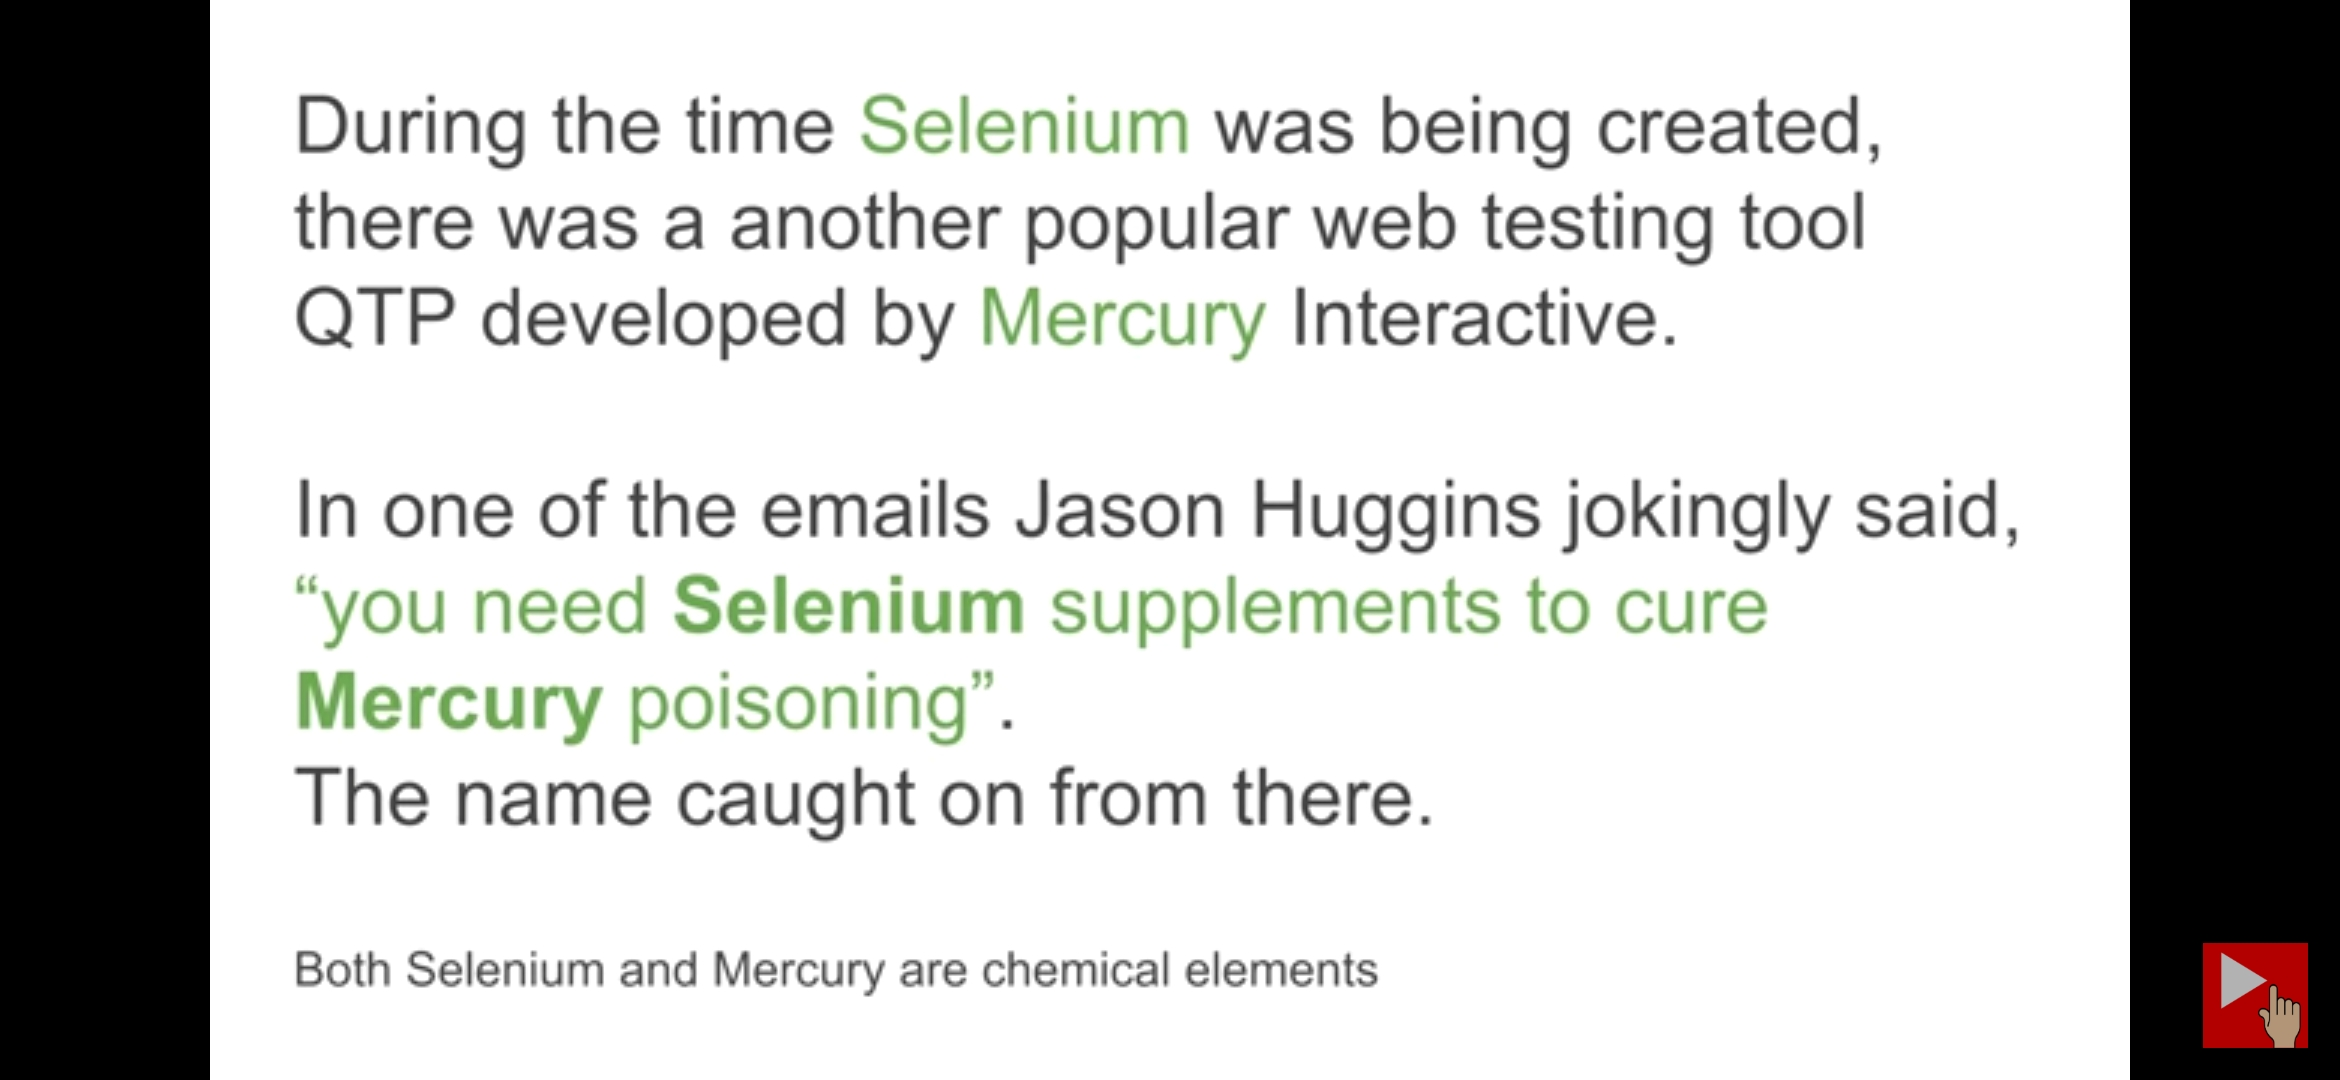 During the time Selenium was being created,
there was a another popular web testing tool
QTP developed by Mercury Interactive.
In one of the emails Jason Huggins jokingly said,
“you need Selenium supplements to cure
Mercury poisoning”.
The name caught on from there.
Both Selenium and Mercury are chemical elements